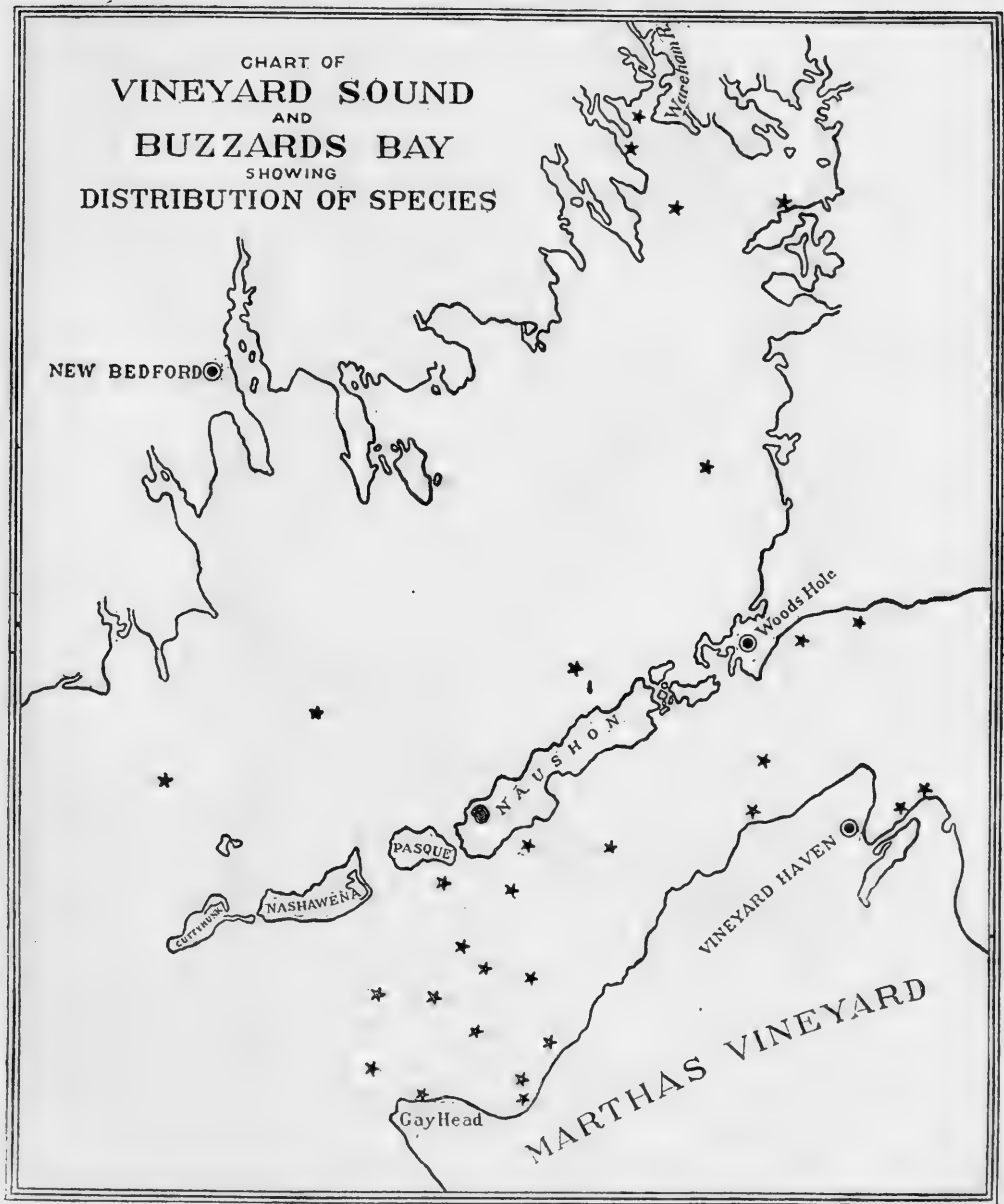 CHART OF
VINEYARD SOUND
AND
BUZZARDS BAY
SHOWING
DISTRIBUTION OF SPECIES
Wareham R.
NEW BEDFORD
Woods Hole
NAUSHON
PASQUE
NASHAWENA
CUTTYHUNK
VINEYARD HAVEN
MARTHAS VINEYARD
Gay Head